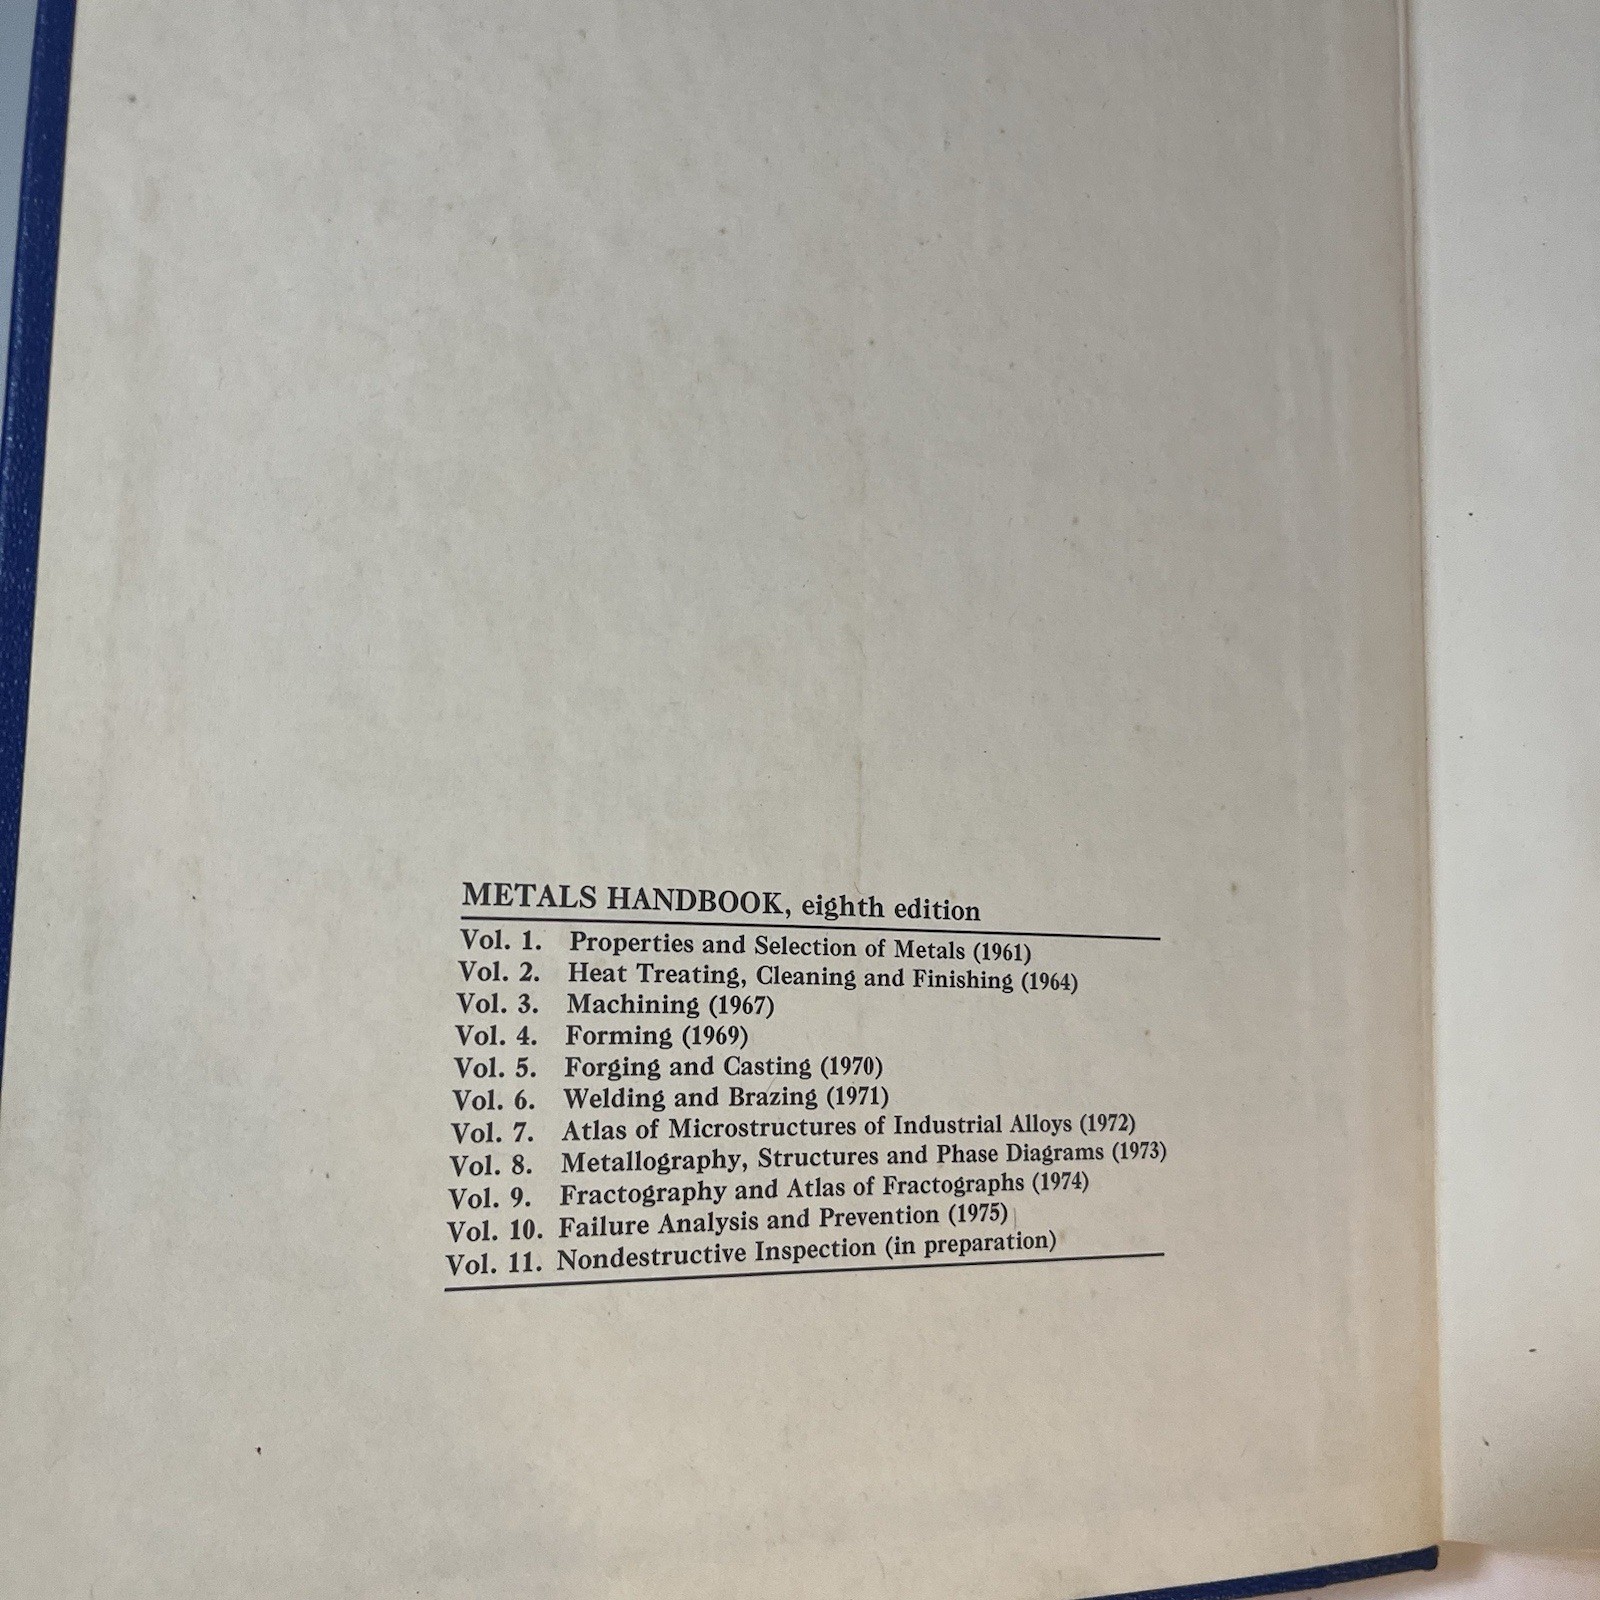 METALS HANDBOOK, eighth edition
Vol. 1. Properties and Selection of Metals (1961)
Vol. 2. Heat Treating, Cleaning and Finishing (1964)
Vol. 3. Machining (1967)
Vol. 4. Forming (1969)
Vol. 5. Forging and Casting (1970)
Vol. 6. Welding and Brazing (1971)
Vol. 7. Atlas of Microstructures of Industrial Alloys (1972)
Vol. 8. Metallography, Structures and Phase Diagrams (1973)
Vol. 9. Fractography and Atlas of Fractographs (1974)
Vol. 10. Failure Analysis and Prevention (1975)
Vol. 11. Nondestructive Inspection (in preparation)